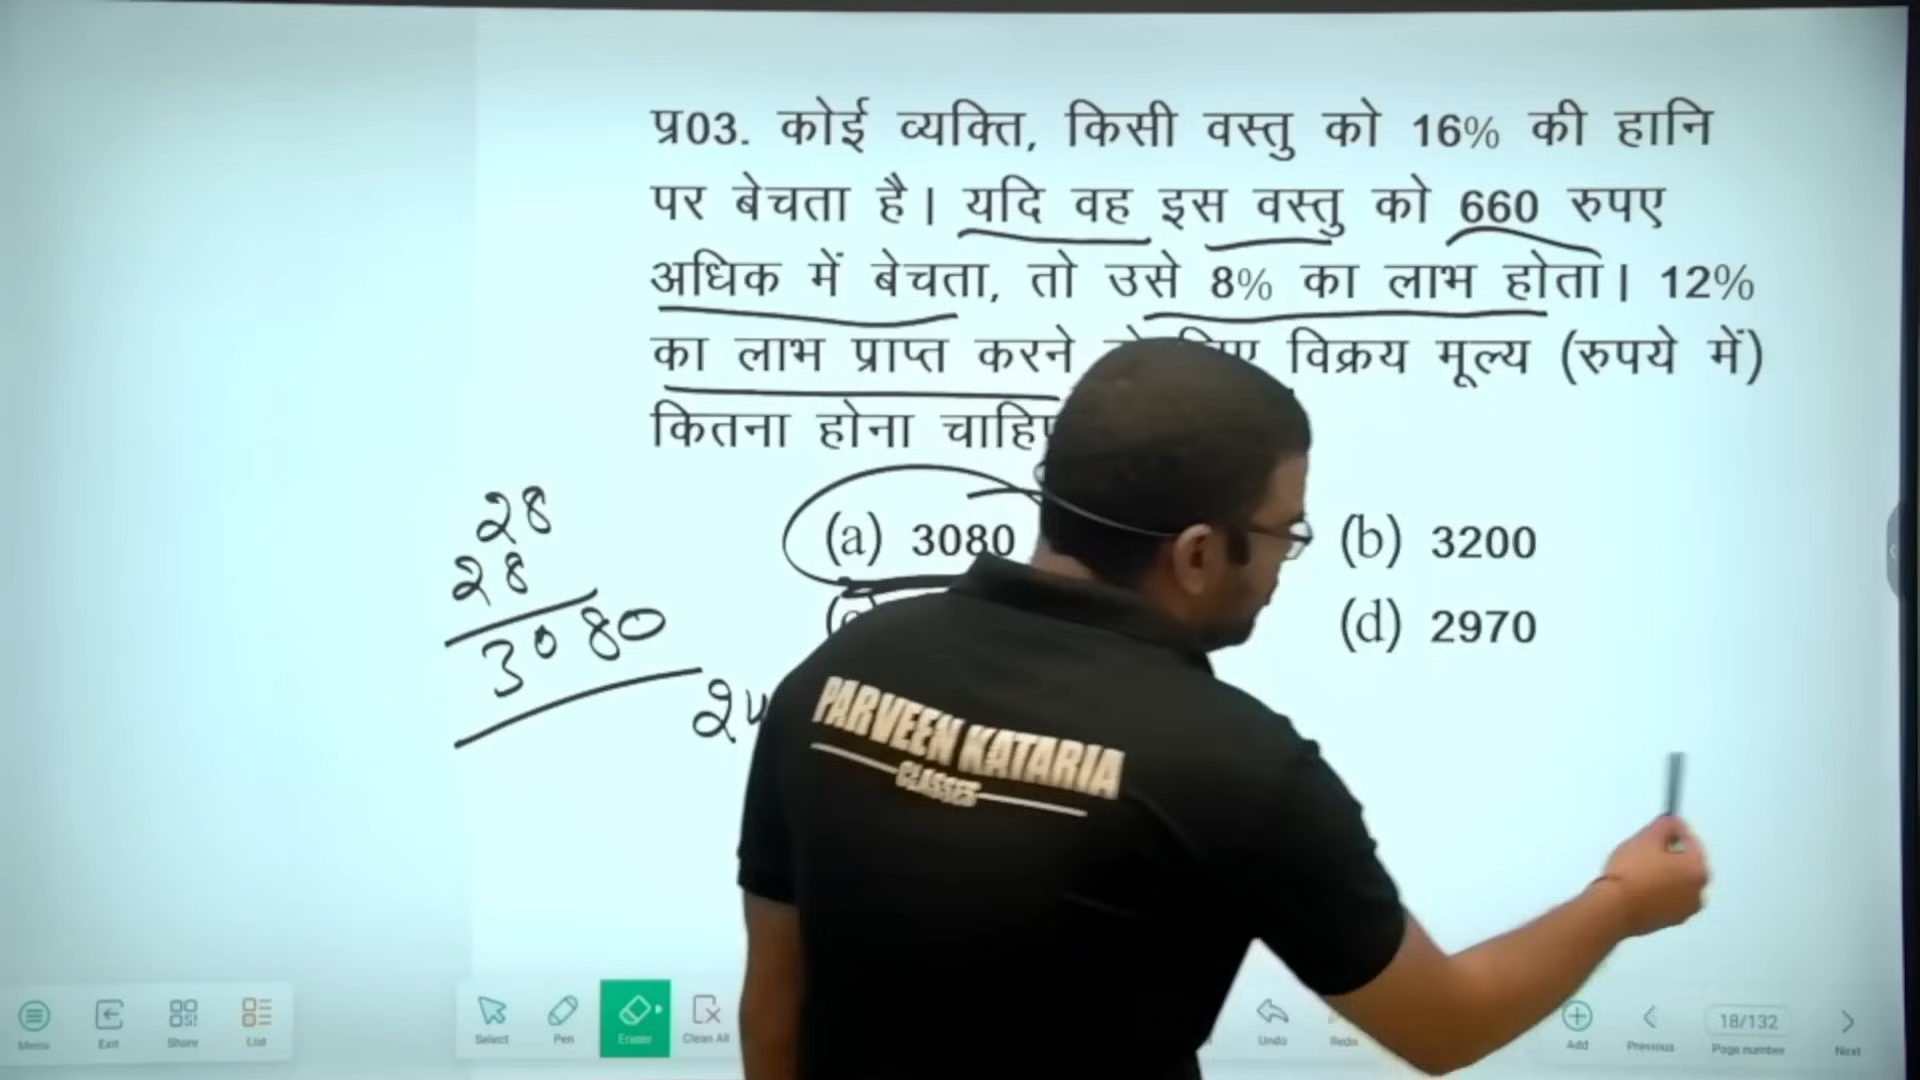 प्र03. कोई व्यक्ति, किसी वस्तु को 16% की हानि
पर बेचता है। यदि वह इस वस्तु को 660 रुपए
अधिक में बेचता, तो उसे 8% का लाभ होता। 12%
का लाभ प्राप्त करने विक्रय मूल्य (रुपये में)
कितना होना
(a) 3080 (b) 3200
(d) 2970
28
28
3080
PARVEEN KATARIA
CLASSES
Menu Exit Share List Select Pen Eraser Clean All Undo Redo Add Previous 18/132 Page number Next